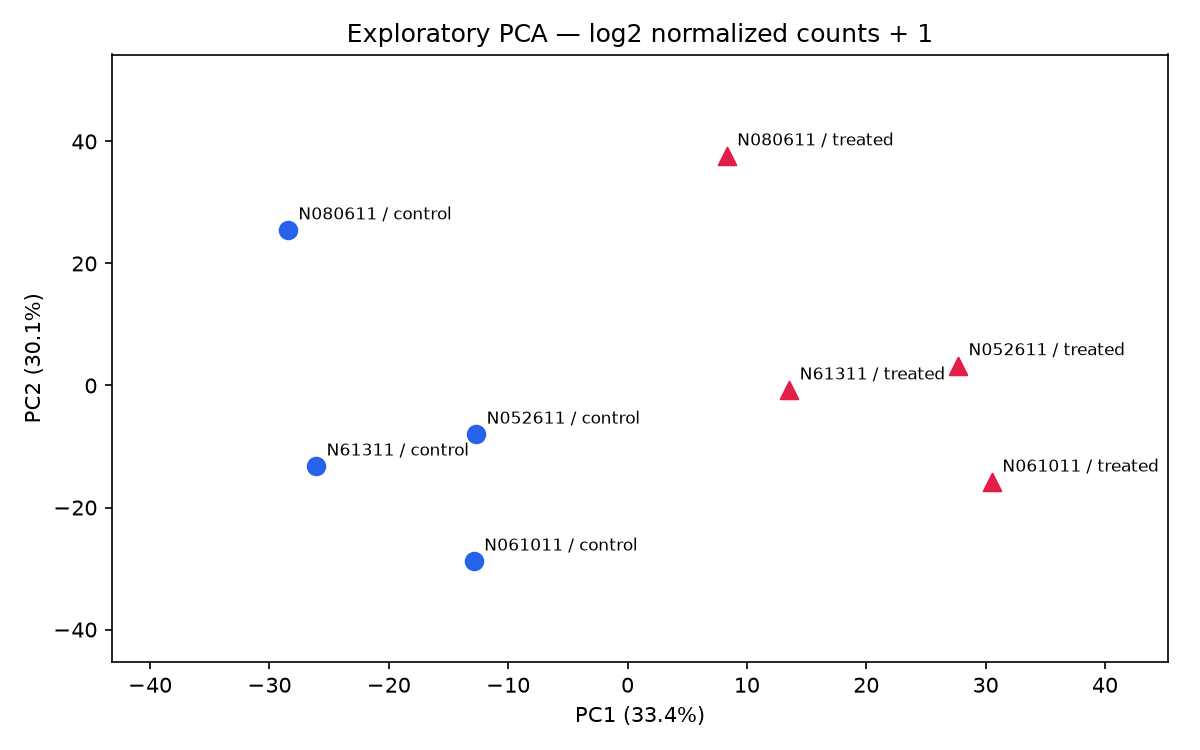 Exploratory PCA — log2 normalized counts + 1
40
N080611 / treated
N080611 / control
20
PC2 (30.1%)
N052611 / treated
0
N61311 / treated
N052611 / control
N61311 / control
N061011 / treated
−20
N061011 / control
−40
−40 −30 −20 −10 0 10 20 30 40
PC1 (33.4%)